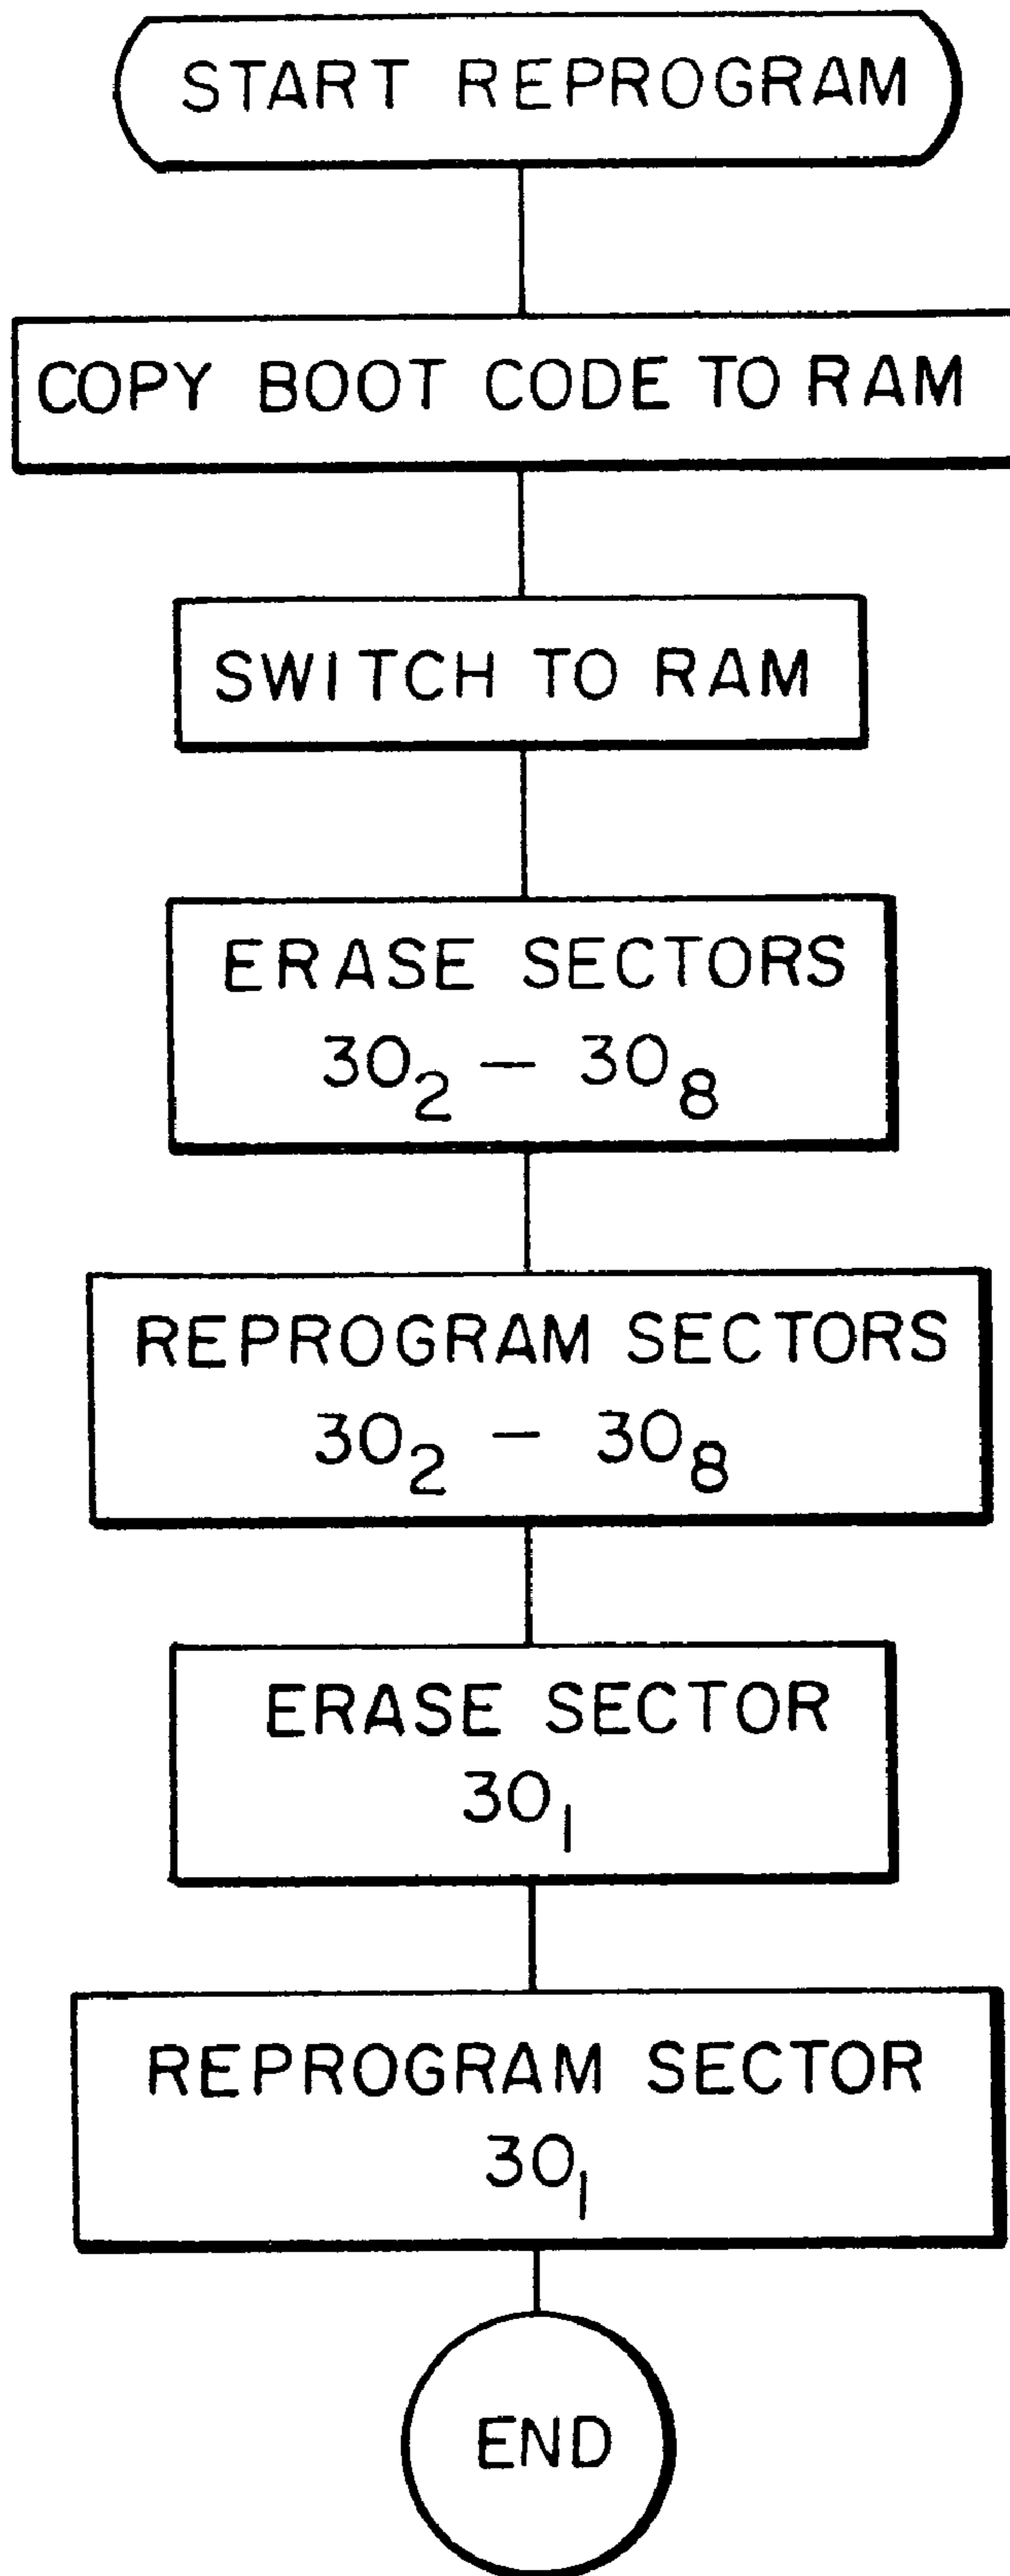 START REPROGRAM
COPY BOOT CODE TO RAM
SWITCH TO RAM
ERASE SECTORS
30₂ — 30₈
REPROGRAM SECTORS
30₂ — 30₈
ERASE SECTOR
30₁
REPROGRAM SECTOR
30₁
END